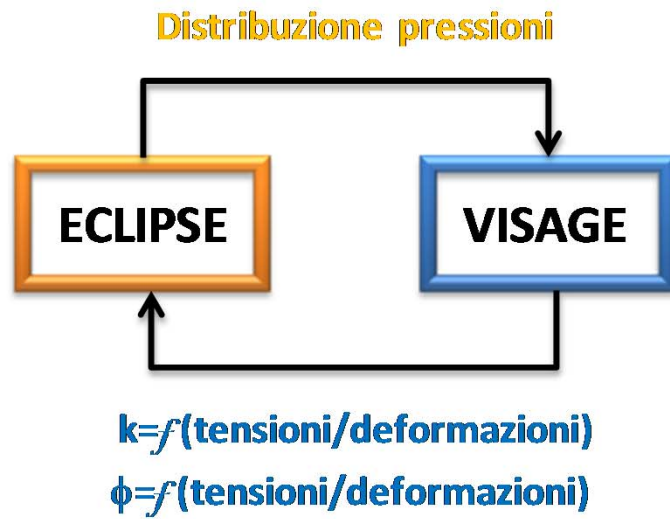 Distribuzione pressioni
ECLIPSE
VISAGE
k=f(tensioni/deformazioni)
ϕ=f(tensioni/deformazioni)